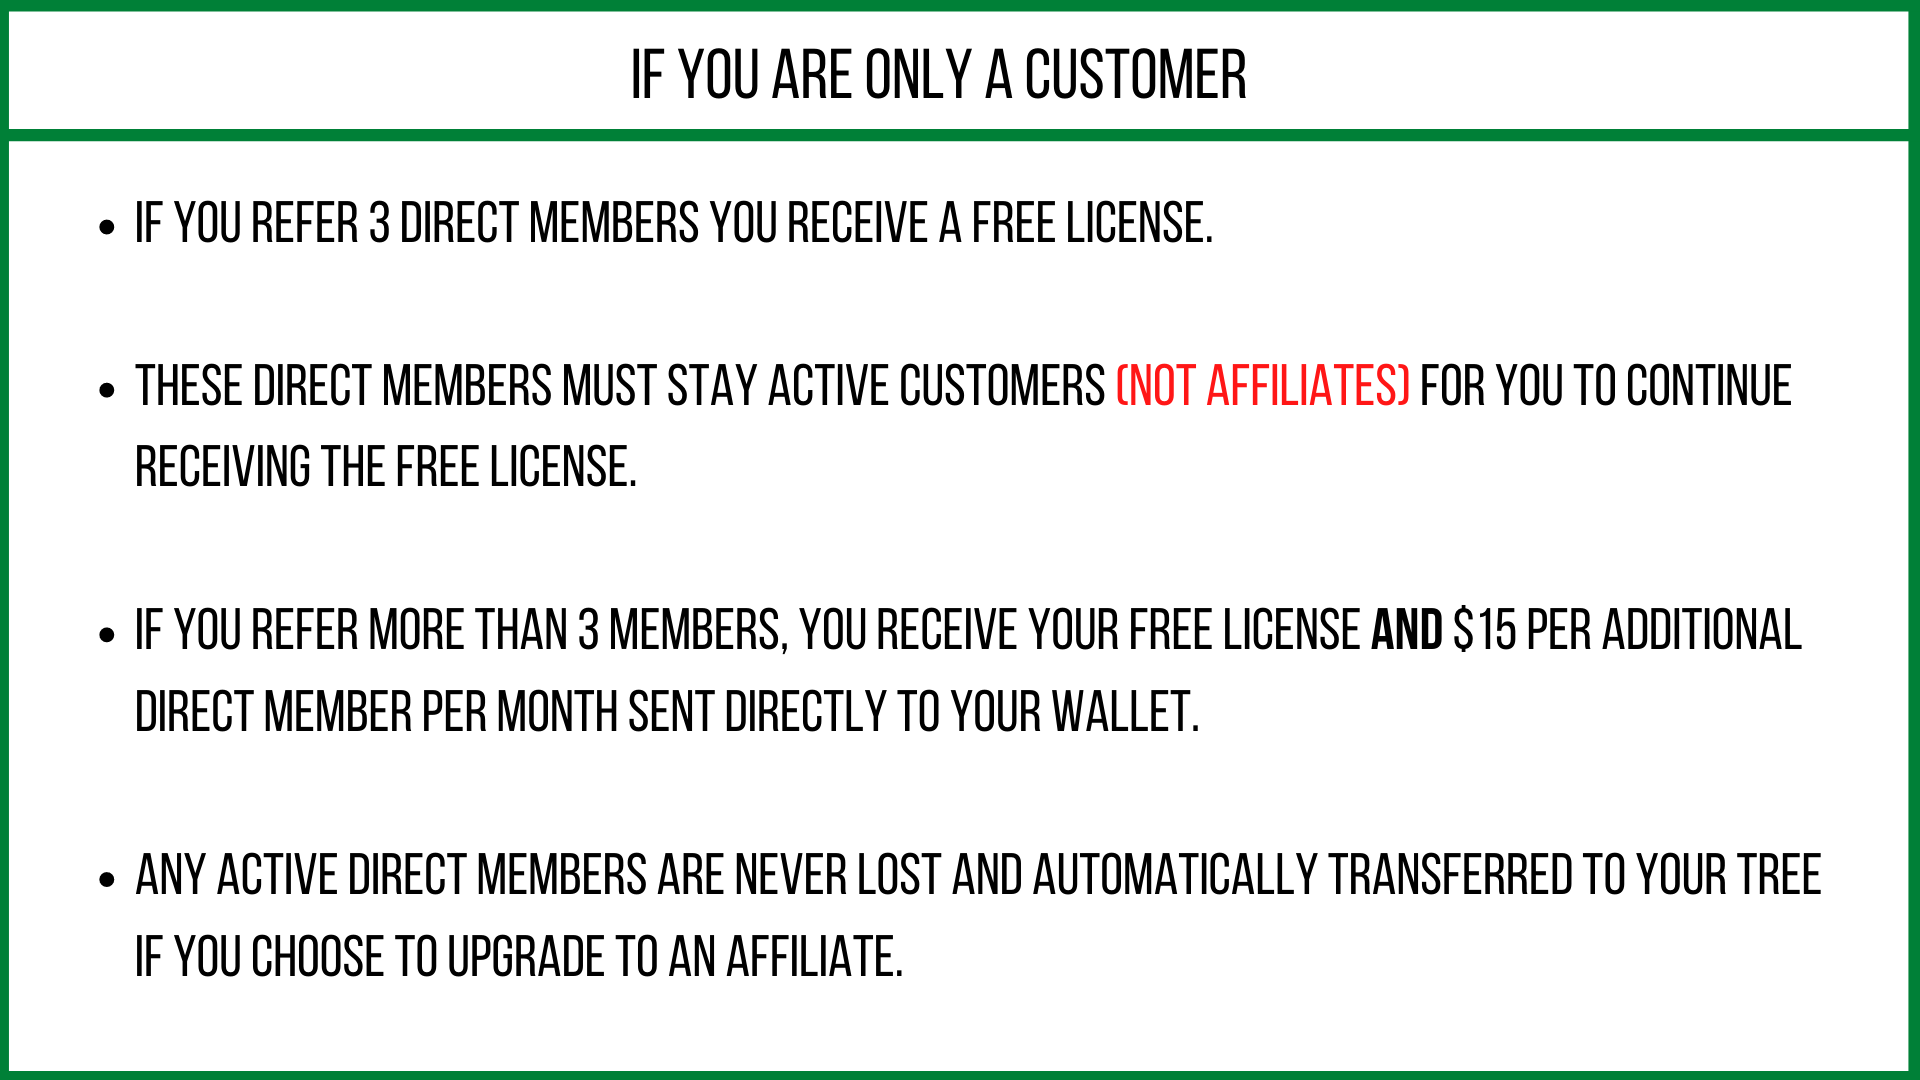 IF YOU ARE ONLY A CUSTOMER
• IF YOU REFER 3 DIRECT MEMBERS YOU RECEIVE A FREE LICENSE.
• THESE DIRECT MEMBERS MUST STAY ACTIVE CUSTOMERS (NOT AFFILIATES) FOR YOU TO CONTINUE
RECEIVING THE FREE LICENSE.
• IF YOU REFER MORE THAN 3 MEMBERS, YOU RECEIVE YOUR FREE LICENSE AND $15 PER ADDITIONAL
DIRECT MEMBER PER MONTH SENT DIRECTLY TO YOUR WALLET.
• ANY ACTIVE DIRECT MEMBERS ARE NEVER LOST AND AUTOMATICALLY TRANSFERRED TO YOUR TREE
IF YOU CHOOSE TO UPGRADE TO AN AFFILIATE.